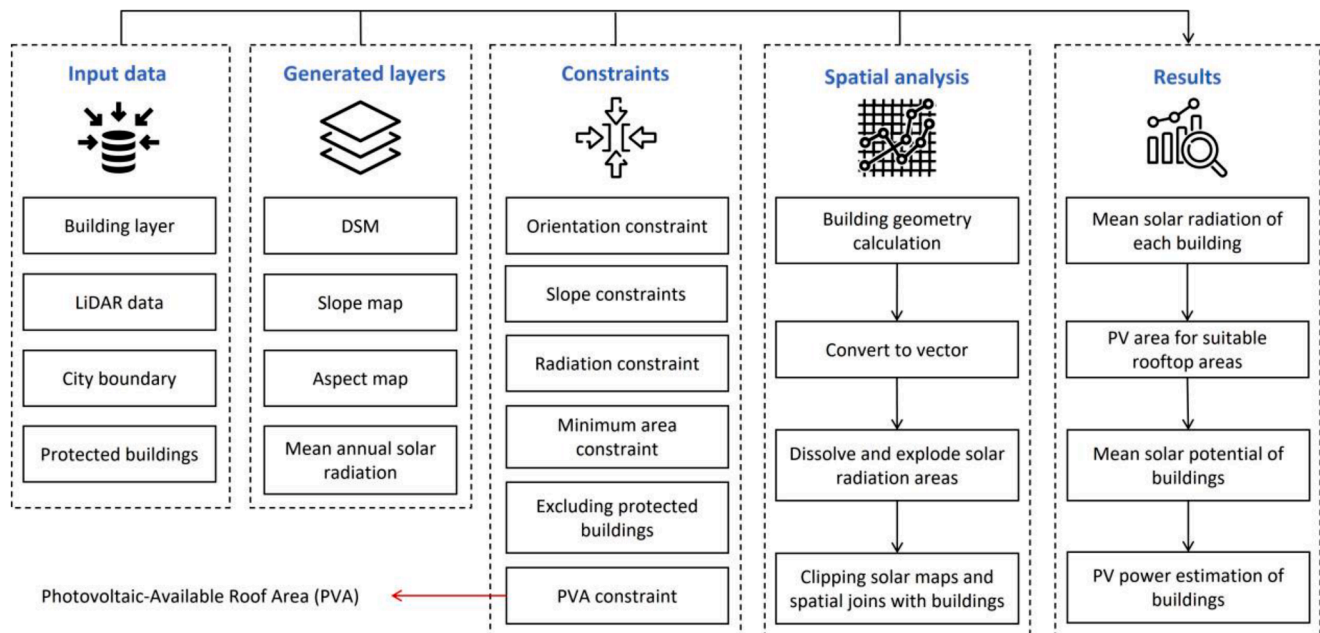 Input data
Building layer
LiDAR data
City boundary
Protected buildings
Generated layers
DSM
Slope map
Aspect map
Mean annual solar
radiation
Constraints
Orientation constraint
Slope constraints
Radiation constraint
Minimum area
constraint
Excluding protected
buildings
PVA constraint
Photovoltaic-Available Roof Area (PVA)
Spatial analysis
Building geometry
calculation
Convert to vector
Dissolve and explode solar
radiation areas
Clipping solar maps and
spatial joins with buildings
Results
Mean solar radiation of
each building
PV area for suitable
rooftop areas
Mean solar potential of
buildings
PV power estimation of
buildings